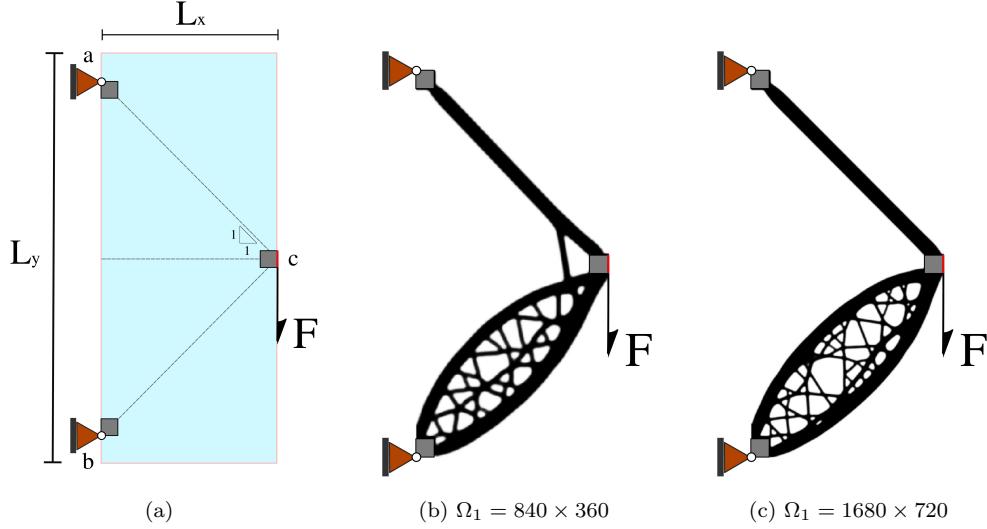 Lx
a
Ly
1
1
c
F
b
F
F
(a)
(b) Ω₁ = 840 × 360
(c) Ω₁ = 1680 × 720